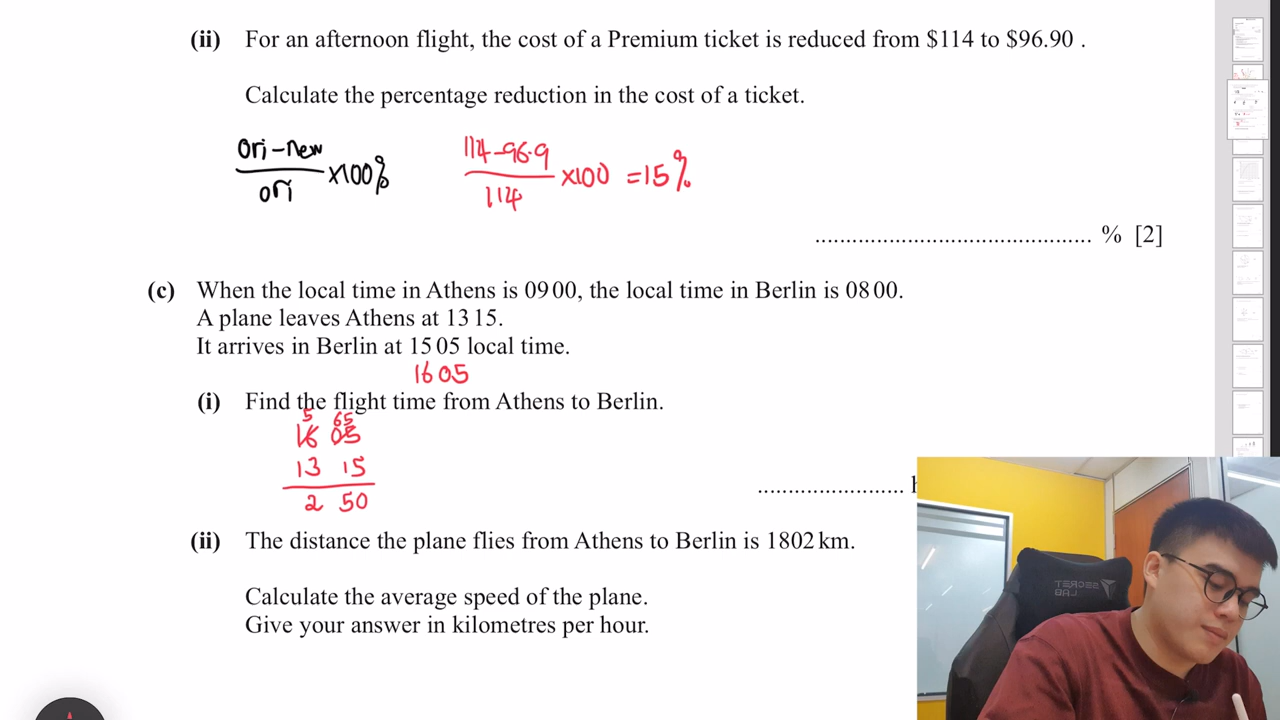 (ii) For an afternoon flight, the cost of a Premium ticket is reduced from $114 to $96.90 .
Calculate the percentage reduction in the cost of a ticket.
ori-new
ori
×100%
114-96.9
114
×100 =15%
............................................. % [2]
(c) When the local time in Athens is 09 00, the local time in Berlin is 08 00.
A plane leaves Athens at 13 15.
It arrives in Berlin at 15 05 local time.
16 05
(i) Find the flight time from Athens to Berlin.
5 65
16 05
13 15
2 50
........................ h
(ii) The distance the plane flies from Athens to Berlin is 1802 km.
Calculate the average speed of the plane.
Give your answer in kilometres per hour.
SECRET
LAB